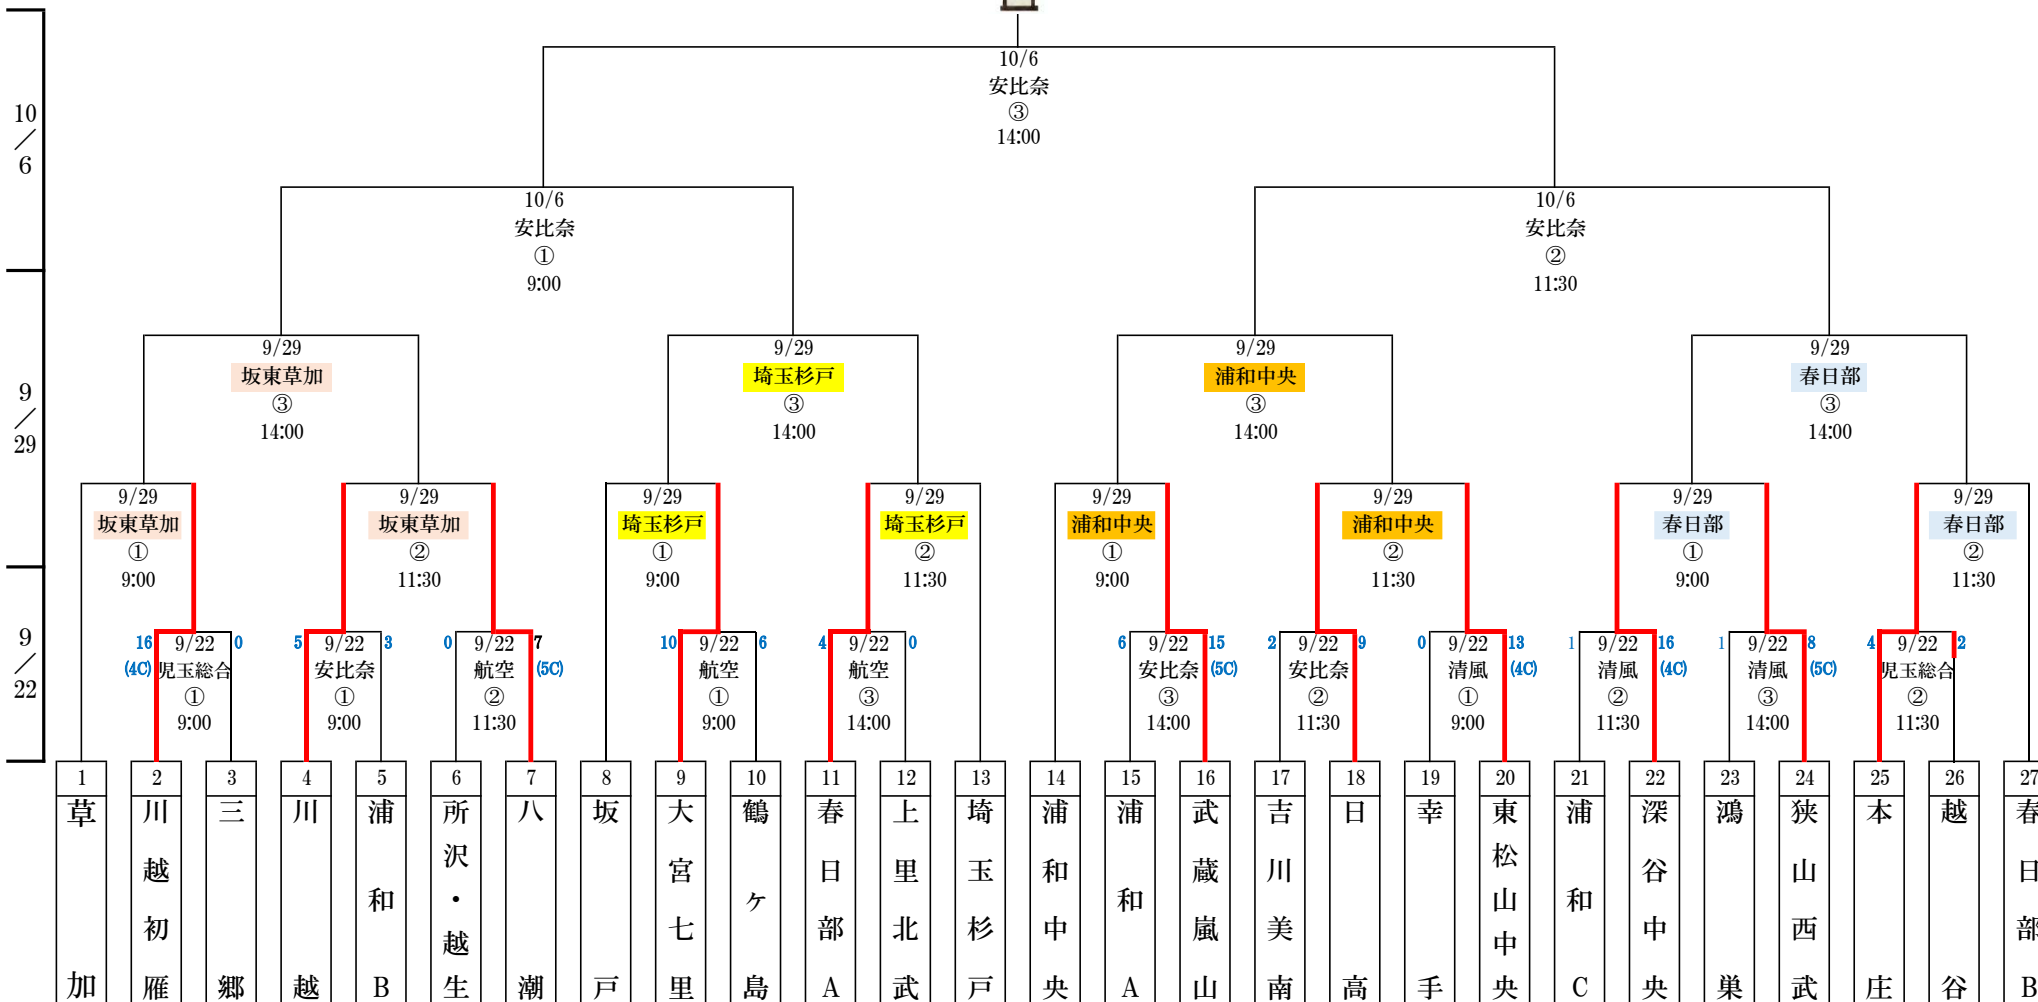 10/6
安比奈
③
14:00
10
／
6
10/6
安比奈
①
9:00
10/6
安比奈
②
11:30
9/29
坂東草加
③
14:00
9/29
埼玉杉戸
③
14:00
9/29
浦和中央
③
14:00
9/29
春日部
③
14:00
9
／
29
9/29
坂東草加
①
9:00
9/29
坂東草加
②
11:30
9/29
埼玉杉戸
①
9:00
9/29
埼玉杉戸
②
11:30
9/29
浦和中央
①
9:00
9/29
浦和中央
②
11:30
9/29
春日部
①
9:00
9/29
春日部
②
11:30
9
／
22
16 9/22 0
(4C) 児玉総合
①
9:00
5 9/22 3
安比奈
①
9:00
0 9/22 7
航空 (5C)
②
11:30
10 9/22 6
航空
①
9:00
4 9/22 0
航空
③
14:00
6 9/22 15
安比奈 (5C)
③
14:00
2 9/22 9
安比奈
②
11:30
0 9/22 13
清風 (4C)
①
9:00
1 9/22 16
清風 (4C)
②
11:30
1 9/22 8
清風 (5C)
③
14:00
4 9/22 2
児玉総合
②
11:30
1 草加
2 川越初雁
3 三郷
4 川越
5 浦和B
6 所沢・越生
7 八潮
8 坂戸
9 大宮七里
10 鶴ヶ島
11 春日部A
12 上里北武
13 埼玉杉戸
14 浦和中央
15 浦和A
16 武蔵嵐山
17 吉川美南
18 日高
19 幸手
20 東松山中央
21 浦和C
22 深谷中央
23 鴻巣
24 狭山西武
25 本庄
26 越谷
27 春日部B